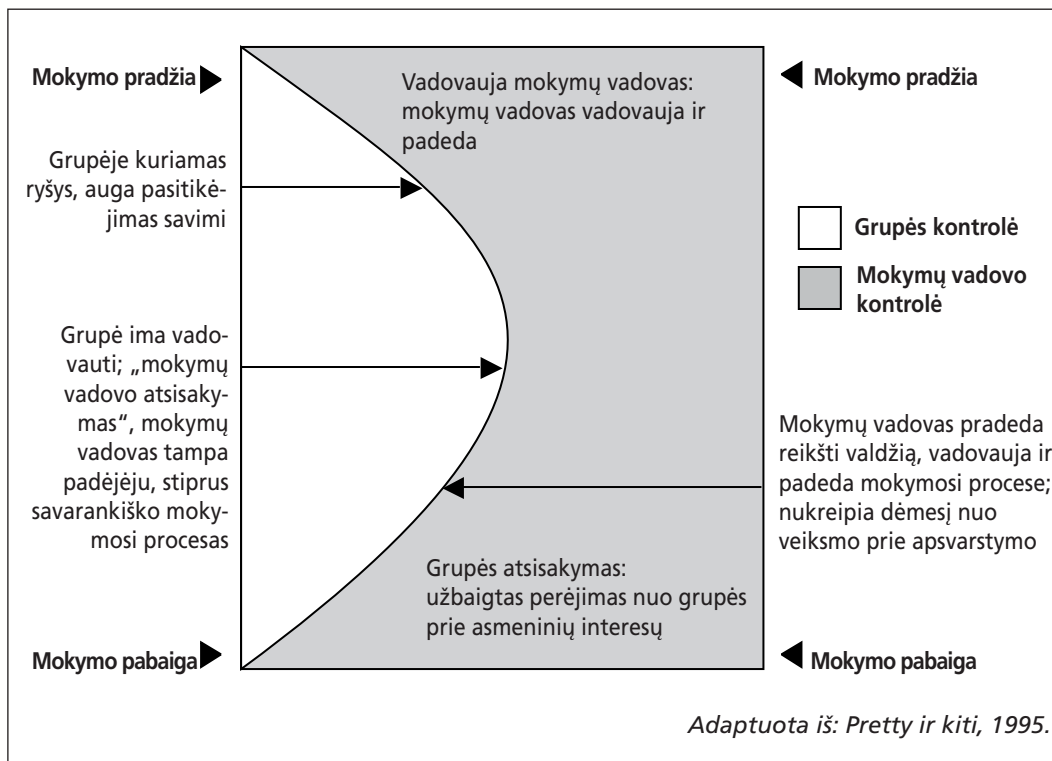 Mokymo pradžia
Grupėje kuriamas
ryšys, auga pasitikė-
jimas savimi
Grupė ima vado-
vauti; „mokymų
vadovo atsisaky-
mas“, mokymų
vadovas tampa
padėjėju, stiprus
savarankiško moky-
mosi procesas
Mokymo pabaiga
Vadovauja mokymų vadovas:
mokymų vadovas vadovauja ir
padeda
Grupės atsisakymas:
užbaigtas perėjimas nuo grupės
prie asmeninių interesų
Mokymo pradžia
Grupės kontrolė
Mokymų vadovo
kontrolė
Mokymų vadovas pradeda
reikšti valdžią, vadovauja ir
padeda mokymosi procese;
nukreipia dėmesį nuo
veiksmo prie apsvarstymo
Mokymo pabaiga
Adaptuota iš: Pretty ir kiti, 1995.